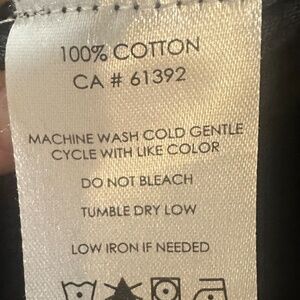 100% COTTON
CA # 61392
MACHINE WASH COLD GENTLE
CYCLE WITH LIKE COLOR
DO NOT BLEACH
TUMBLE DRY LOW
LOW IRON IF NEEDED